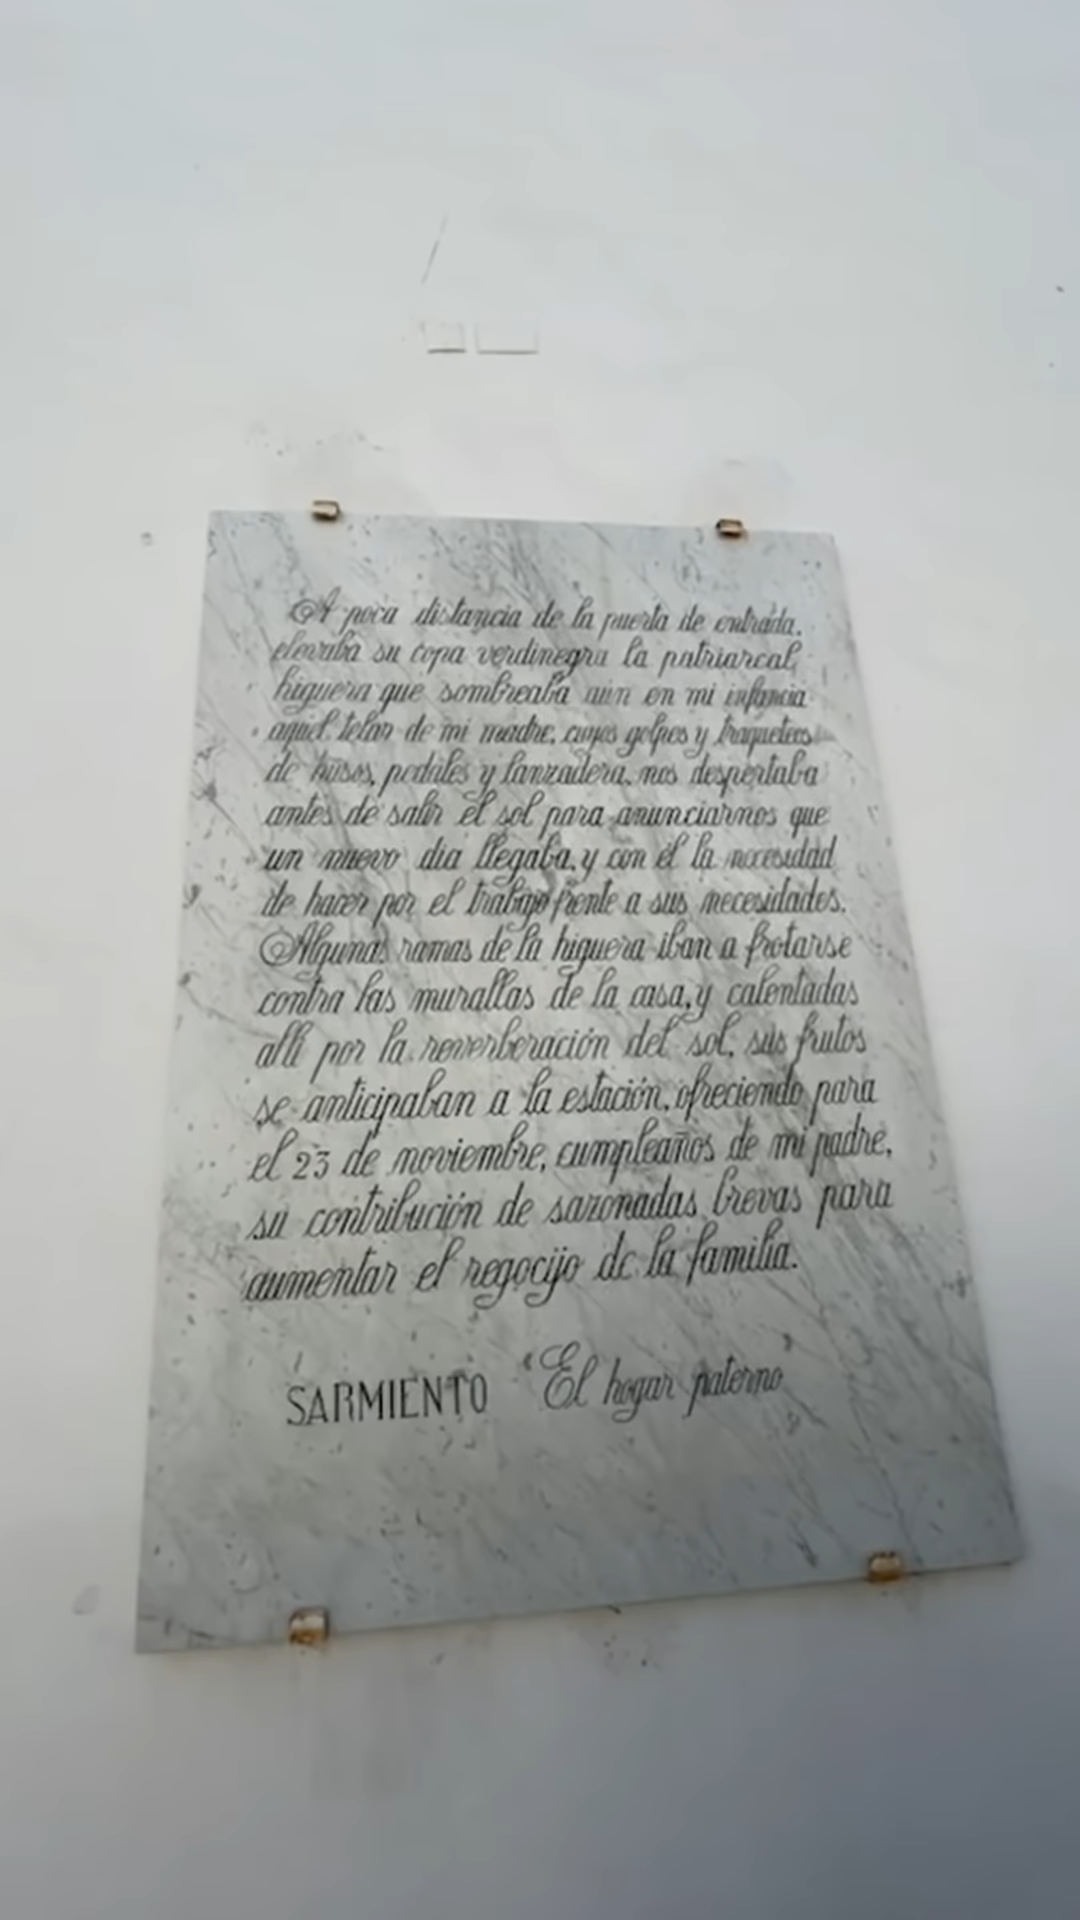 A poca distancia de la puerta de entrada,
elevaba su copa verdinegra la patriarcal
higuera que sombreaba aún en mi infancia
aquel telar de mi madre, cuyos golpes y traqueteos
de husos, pedales y lanzadera, nos despertaba
antes de salir el sol para anunciarnos que
un nuevo día llegaba, y con él la necesidad
de hacer por el trabajo frente a sus necesidades.
Algunas ramas de la higuera iban a frotarse
contra las murallas de la casa, y calentadas
allí por la reverberación del sol, sus frutos
se anticipaban a la estación, ofreciendo para
el 23 de noviembre, cumpleaños de mi padre,
su contribución de sazonadas brevas para
aumentar el regocijo de la familia.
SARMIENTO "El hogar paterno"